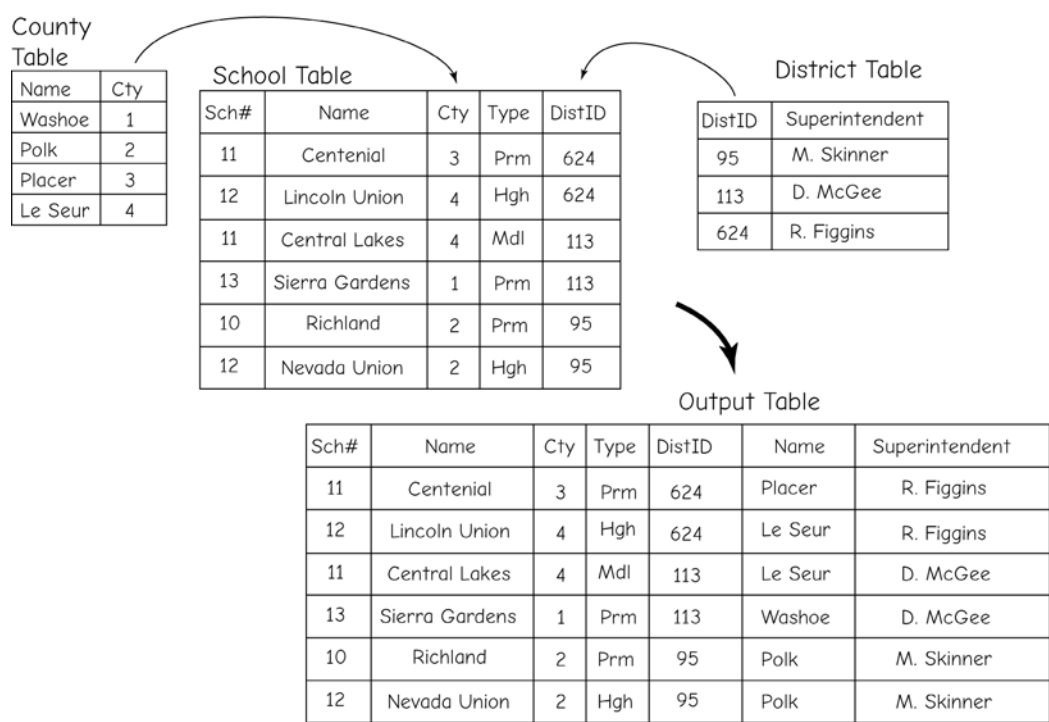 County
Table
Name Cty
Washoe 1
Polk 2
Placer 3
Le Seur 4
School Table
Sch# Name Cty Type DistID
11 Centenial 3 Prm 624
12 Lincoln Union 4 Hgh 624
11 Central Lakes 4 Mdl 113
13 Sierra Gardens 1 Prm 113
10 Richland 2 Prm 95
12 Nevada Union 2 Hgh 95
District Table
DistID Superintendent
95 M. Skinner
113 D. McGee
624 R. Figgins
Output Table
Sch# Name Cty Type DistID Name Superintendent
11 Centenial 3 Prm 624 Placer R. Figgins
12 Lincoln Union 4 Hgh 624 Le Seur R. Figgins
11 Central Lakes 4 Mdl 113 Le Seur D. McGee
13 Sierra Gardens 1 Prm 113 Washoe D. McGee
10 Richland 2 Prm 95 Polk M. Skinner
12 Nevada Union 2 Hgh 95 Polk M. Skinner